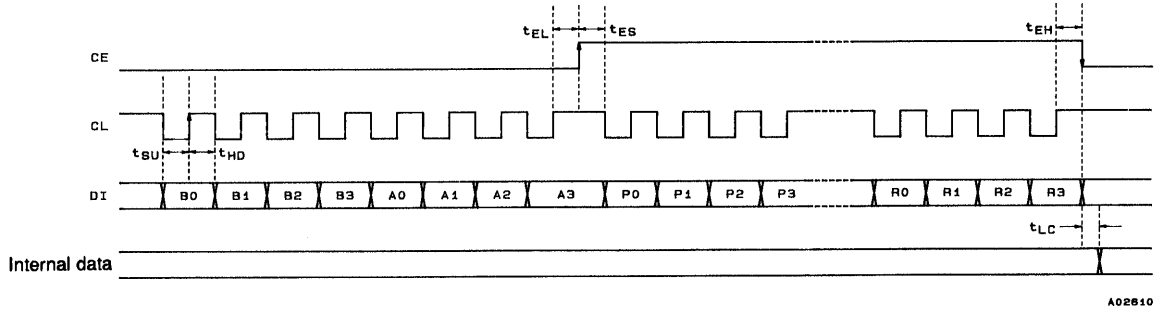 tEL tES tEH
CE
CL
tSU tHD
DI B0 B1 B2 B3 A0 A1 A2 A3 P0 P1 P2 P3 R0 R1 R2 R3
tLC
Internal data
A02610